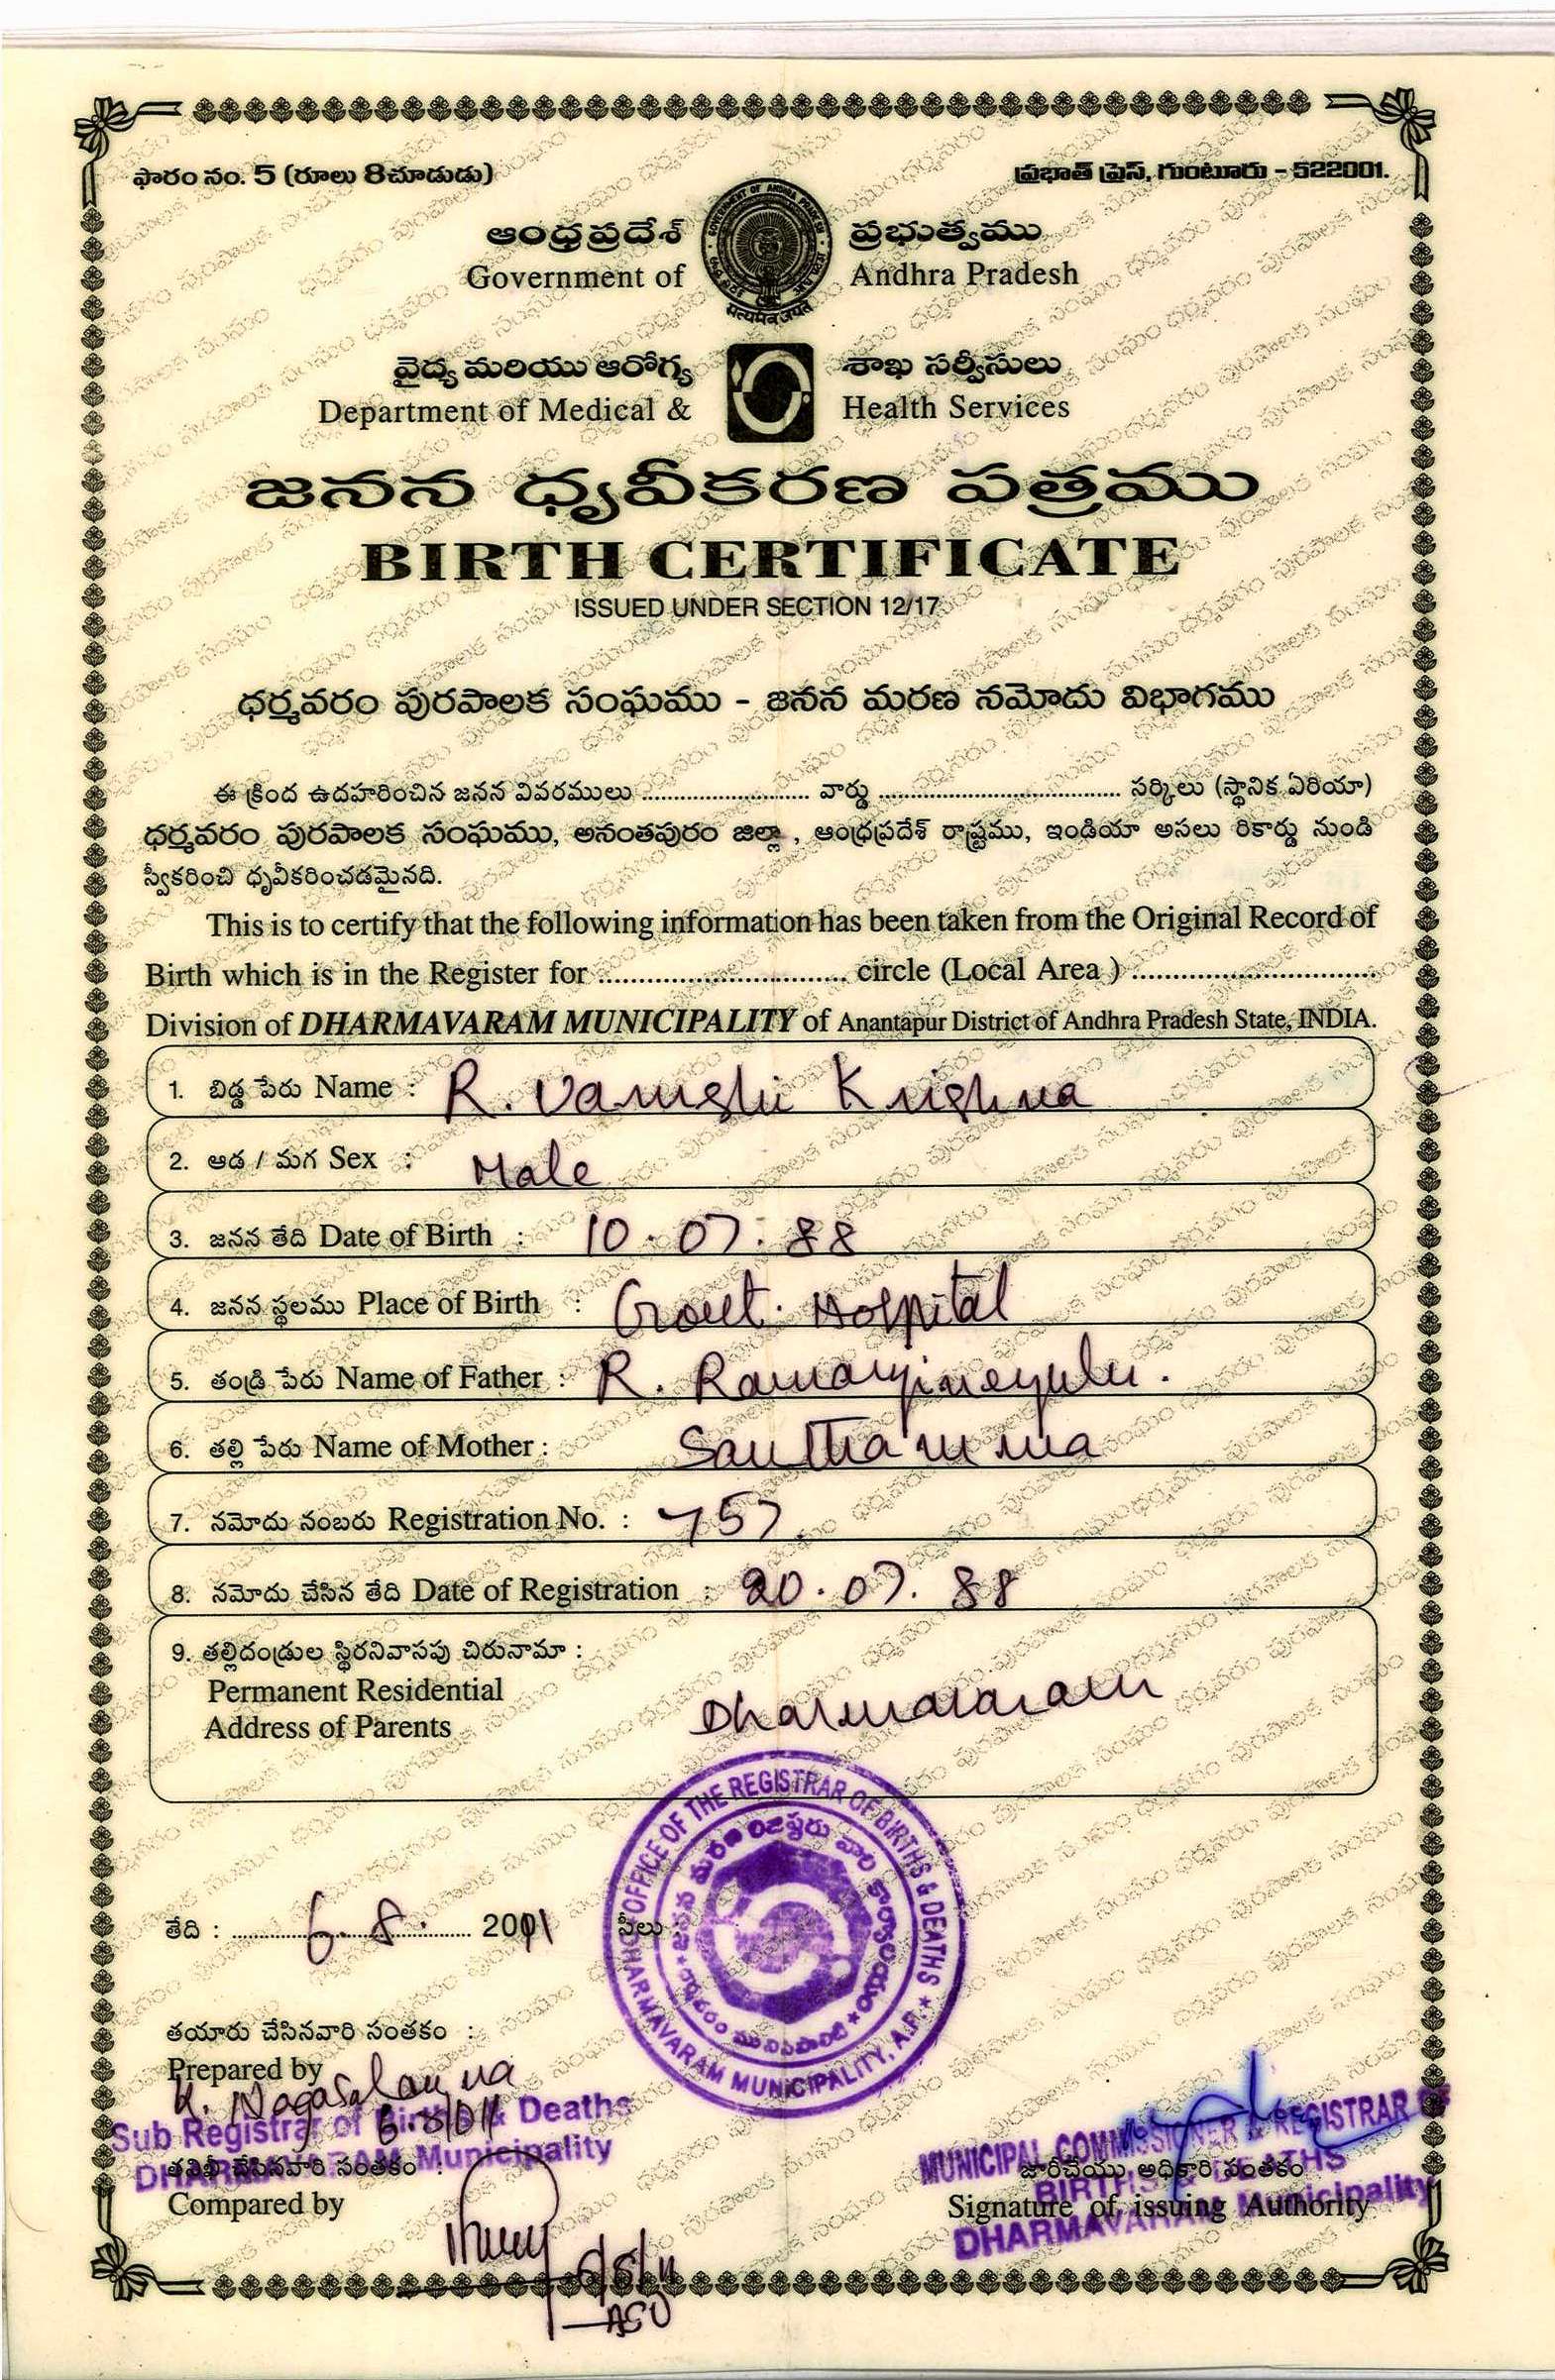 ఫారం నం. 5 (రూలు 8చూడుడు)
ప్రభాత్ ప్రెస్, గుంటూరు - 522001.
ఆంధ్రప్రదేశ్ ప్రభుత్వము
Government of Andhra Pradesh
सत्यमेव जयते
వైద్య మరియు ఆరోగ్య శాఖ సర్వీసులు
Department of Medical & Health Services
జనన ధృవీకరణ పత్రము
BIRTH CERTIFICATE
ISSUED UNDER SECTION 12/17
ధర్మవరం పురపాలక సంఘము - జనన మరణ నమోదు విభాగము
ఈ క్రింద ఉదహరించిన జనన వివరములు .......................... వార్డు .................................... సర్కిలు (స్థానిక ఏరియా)
ధర్మవరం పురపాలక సంఘము, అనంతపురం జిల్లా, ఆంధ్రప్రదేశ్ రాష్ట్రము, ఇండియా అసలు రికార్డు నుండి
స్వీకరించి ధృవీకరించడమైనది.
This is to certify that the following information has been taken from the Original Record of
Birth which is in the Register for ................................ circle (Local Area ) ................................
Division of DHARMAVARAM MUNICIPALITY of Anantapur District of Andhra Pradesh State, INDIA.
1. బిడ్డ పేరు Name : R. Vamshi Krishna
2. ఆడ / మగ Sex : Male
3. జనన తేది Date of Birth : 10.07.88
4. జనన స్థలము Place of Birth : Govt. Hospital
5. తండ్రి పేరు Name of Father : R. Ramanjineyulu.
6. తల్లి పేరు Name of Mother : Santhamma
7. నమోదు నంబరు Registration No. : 757
8. నమోదు చేసిన తేది Date of Registration : 20.07.88
9. తల్లిదండ్రుల స్థిరనివాసపు చిరునామా :
Permanent Residential
Address of Parents
Dharmavaram
OFFICE OF THE REGISTRAR OF BIRTHS & DEATHS
DHARMAVARAM MUNICIPALITY, A.P.
తేది : 6.8. 2011
సీలు
తయారు చేసినవారి సంతకం :
Prepared by
6.8/011
Sub Registrar of Births & Deaths
DHARMAVARAM Municipality
తనిఖీ చేసినవారి సంతకం :
Compared by
6/8/11
MUNICIPAL COMMISSIONER & REGISTRAR OF
BIRTHS & DEATHS
DHARMAVARAM Municipality
జారీచేయు అధికారి సంతకం
Signature of issuing Authority